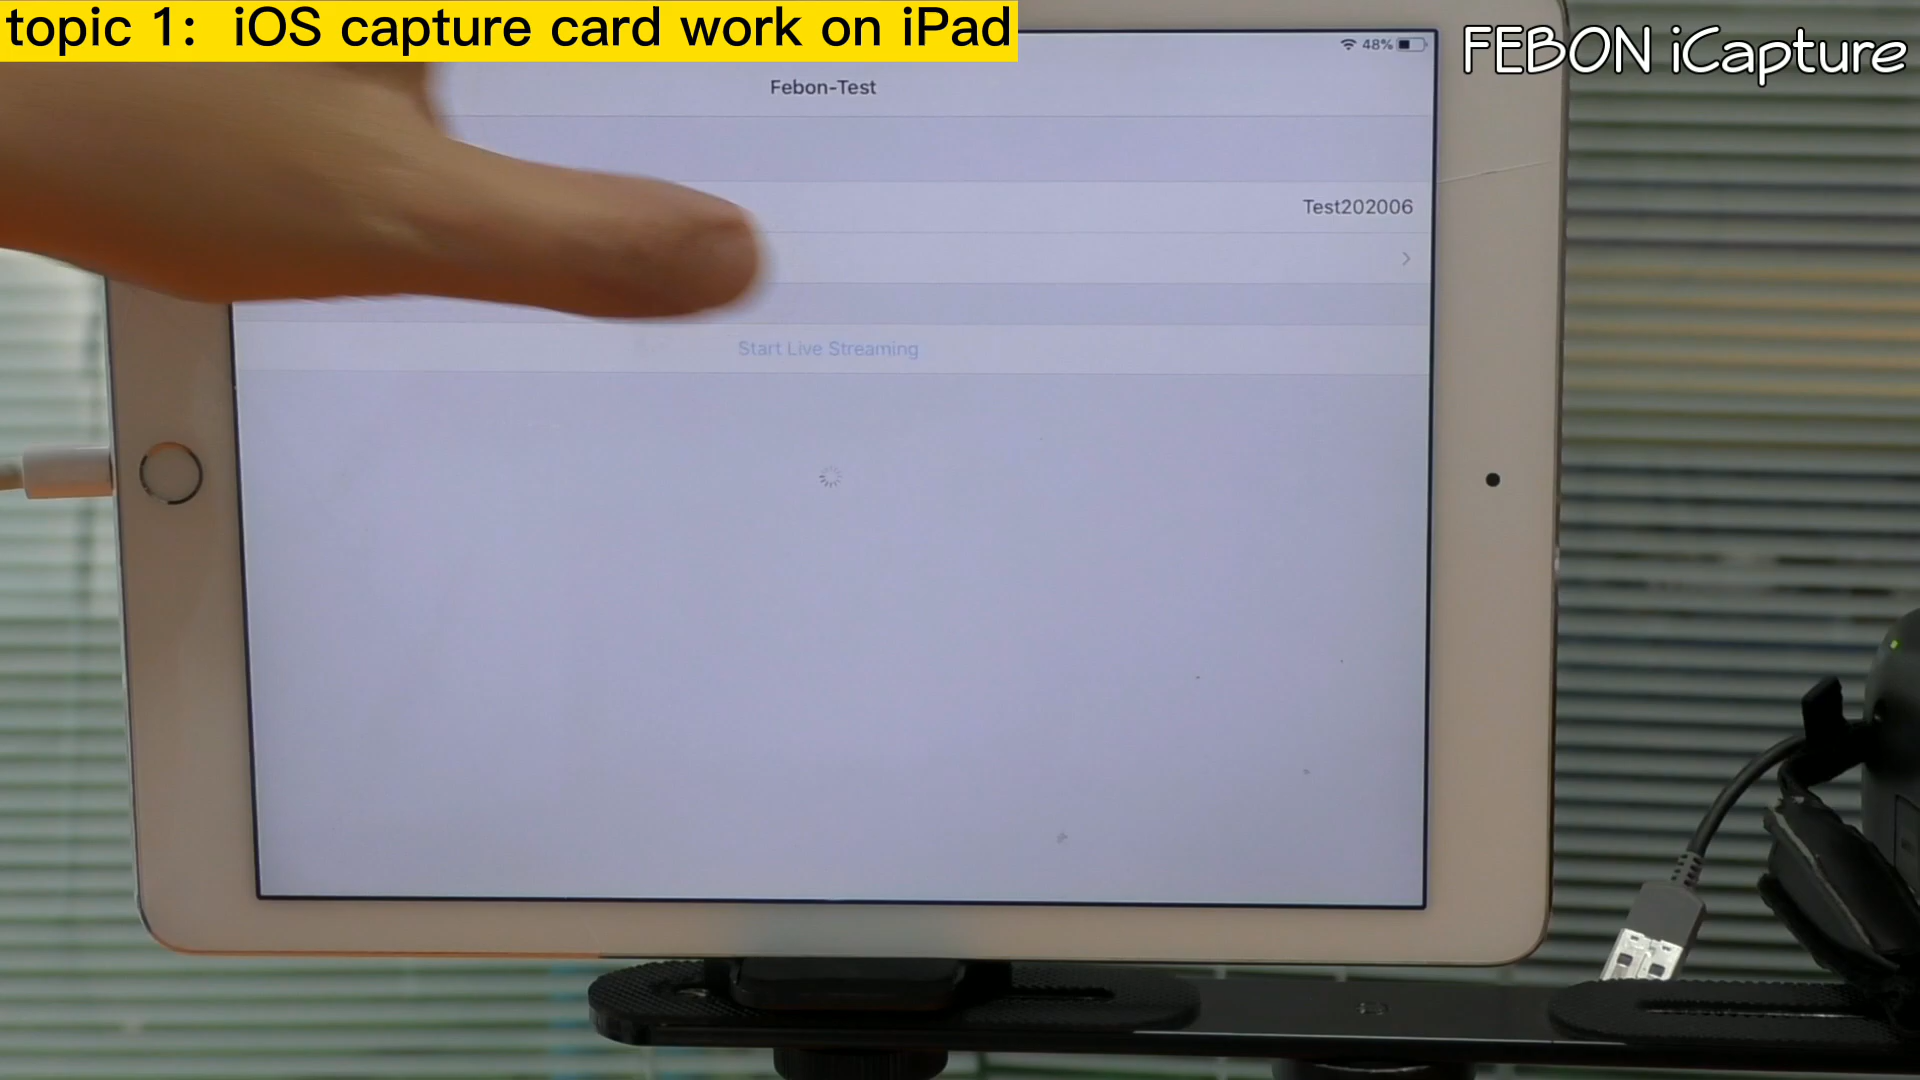 topic 1: iOS capture card work on iPad
FEBON iCapture
48%
Febon-Test
Test202006
Start Live Streaming